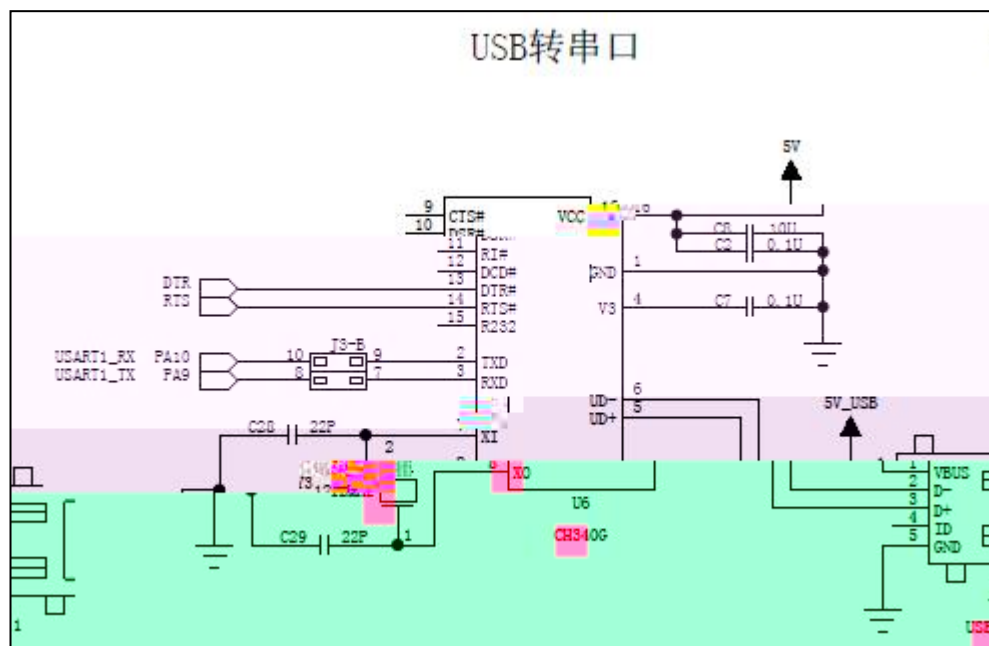 USB转串口
5V
9 CTS# VCC
10 DSR#
C8 10U
C2 0.1U
11 RI#
12 DCD#
GND 1
DTR 13 DTR#
RTS 14 RTS#
V3 4 C7 0.1U
15 R232
J3-B
USART1_RX PA10 10 9 2 TXD
USART1_TX PA9 8 7 3 RXD
UD- 6
UD+ 5
5V_USB
C28 22P XI
2
XO
1 VBUS
2 D-
3 D+
4 ID
5 GND
U6
CH340G
C29 22P 1
1
USB